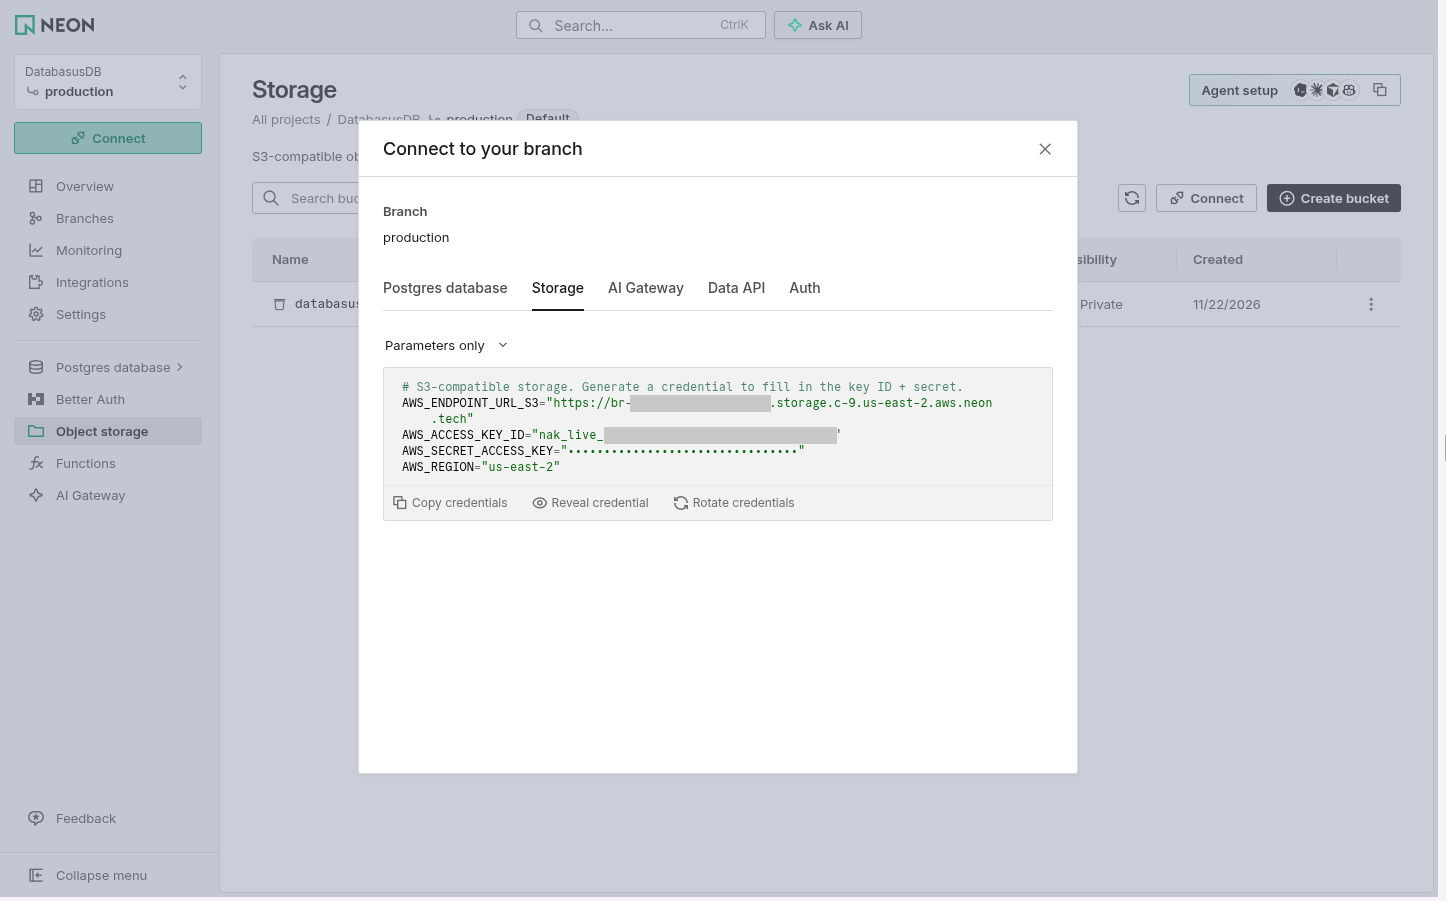 NEON
Search...
CtrlK
Ask AI
DatabasusDB
production
Connect
Overview
Branches
Monitoring
Integrations
Settings
Postgres database
Better Auth
Object storage
Functions
AI Gateway
Feedback
Collapse menu
Storage
Agent setup
All projects / DatabasusDB production Default
S3-compatible ob
Search buc
Connect
Create bucket
Name
sibility
Created
databasus
Private
11/22/2026
Connect to your branch
Branch
production
Postgres database
Storage
AI Gateway
Data API
Auth
Parameters only
# S3-compatible storage. Generate a credential to fill in the key ID + secret.
AWS_ENDPOINT_URL_S3="https://br-.storage.c-9.us-east-2.aws.neon
.tech"
AWS_ACCESS_KEY_ID="nak_live_"
AWS_SECRET_ACCESS_KEY="••••••••••••••••••••••••••••••••"
AWS_REGION="us-east-2"
Copy credentials
Reveal credential
Rotate credentials